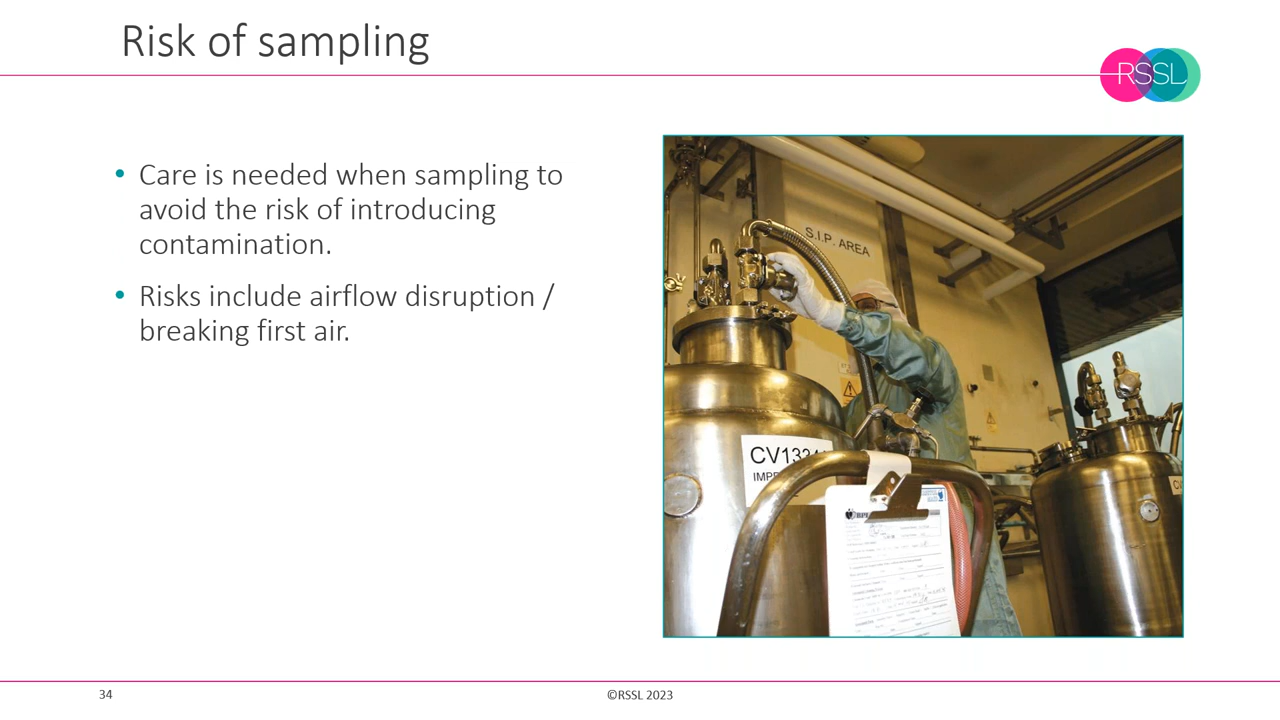 Risk of sampling
RSSL
• Care is needed when sampling to
avoid the risk of introducing
contamination.
• Risks include airflow disruption /
breaking first air.
S.I.P. AREA
34
©RSSL 2023